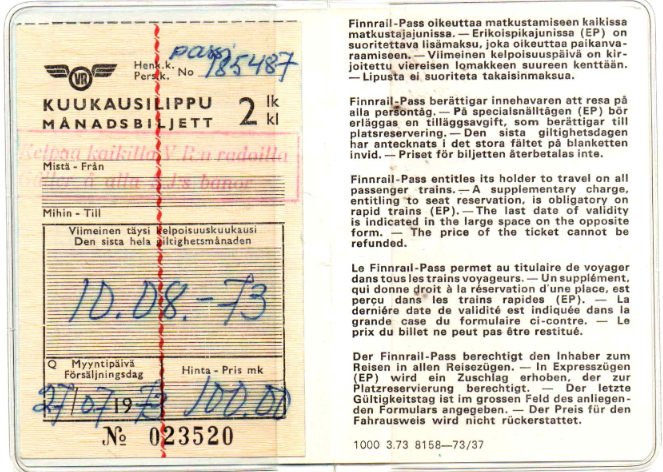 VR
Henk.k.
Persk. No passi 185487
KUUKAUSILIPPU 2 lk
MÅNADSBILJETT kl
Kelpaa kaikilla V.R:n radoilla
Gäller å alla S.J:s banor
Mistä - Från
Mihin - Till
Viimeinen täysi kelpoisuuskuukausi
Den sista hela giltighetsmånaden
10.08.-73
Q Myyntipäivä
Försäljningsdag
Hinta - Pris mk
27/07 1973
100.00
№ 023520
Finnrail-Pass oikeuttaa matkustamiseen kaikissa
matkustajajunissa. — Erikoispikajunissa (EP) on
suoritettava lisämaksu, joka oikeuttaa paikanva-
raamiseen. — Viimeinen kelpoisuuspäivä on kir-
joitettu viereisen lomakkeen suureen kenttään.
— Lipusta ei suoriteta takaisinmaksua.
Finnrail-Pass berättigar innehavaren att resa på
alla persontåg. — På specialsnälltågen (EP) bör
erläggas en tilläggsavgift, som berättigar till
platsreservering. — Den sista giltighetsdagen
har antecknats i det stora fältet på blanketten
invid. — Priset för biljetten återbetalas inte.
Finnrail-Pass entitles its holder to travel on all
passenger trains. — A supplementary charge,
entitling to seat reservation, is obligatory on
rapid trains (EP). — The last date of validity
is indicated in the large space on the opposite
form. — The price of the ticket cannot be
refunded.
Le Finnrail-Pass permet au titulaire de voyager
dans tous les trains voyageurs. — Un supplément,
qui donne droit à la réservation d'une place, est
perçu dans les trains rapides (EP). — La
derniére date de validité est indiquée dans la
grande case du formulaire ci-contre. — Le
prix du billet ne peut pas être restitué.
Der Finnrail-Pass berechtigt den Inhaber zum
Reisen in allen Reisezügen. — In Expresszügen
(EP) wird ein Zuschlag erhoben, der zur
Platzreservierung berechtigt. — Der letzte
Gültigkeitstag ist im grossen Feld des anliegen-
den Formulars angegeben. — Der Preis für den
Fahrausweis wird nicht rückerstattet.
1000 3.73 8158—73/37